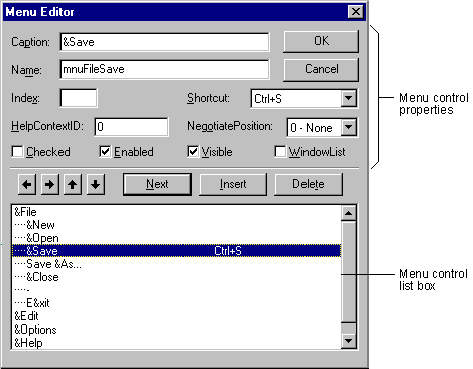 Menu Editor
Caption: &Save OK
Name: mnuFileSave Cancel
Index: Shortcut: Ctrl+S
HelpContextID: 0 NegotiatePosition: 0 - None
Checked Enabled Visible WindowList
Menu control
properties
Next Insert Delete
&File
····&New
····&Open
····&Save Ctrl+S
····Save &As...
····&Close
····-
····E&xit
&Edit
&Options
&Help
Menu control
list box